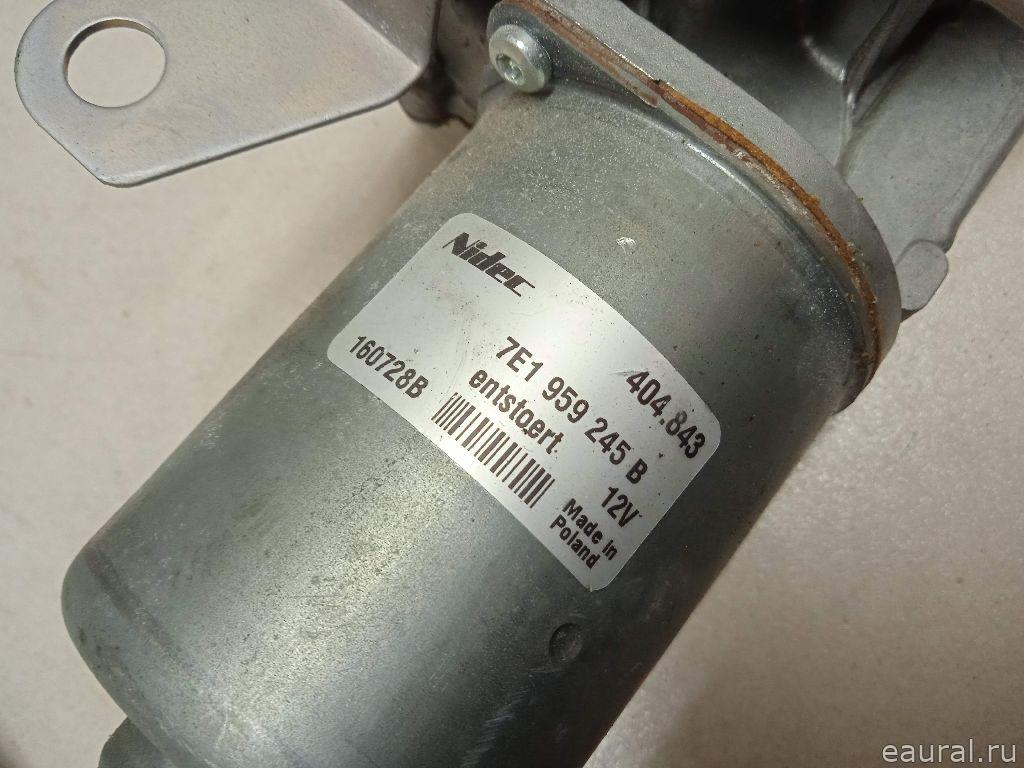 Nidec
404.843
7E1 959 245 B
entstoert 12V
160728B
Made in
Poland
eaural.ru